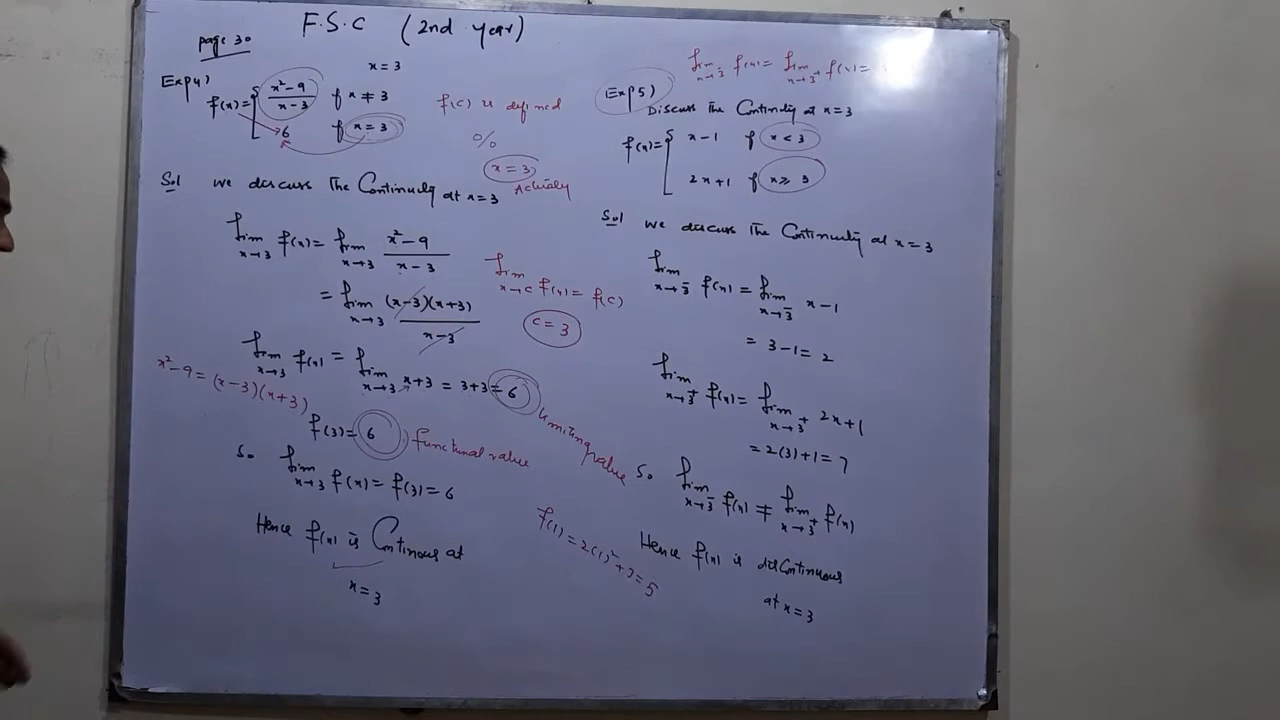 F.S.C (2nd year)
page 30
x = 3
Exp 4)
f(x) = { x²-9 / x-3 if x ≠ 3
6 if x = 3
f(c) is defined
%
x = 3
Actualy
Sol we discuss The Continuity at x = 3
lim x→3 f(x) = lim x→3 x²-9 / x-3
= lim x→3 (x-3)(x+3) / x-3
lim x→c f(x) = f(c)
c = 3
lim x→3 f(x) = lim x→3 x+3 = 3+3 = 6
Limiting value
x²-9 = (x-3)(x+3)
f(3) = 6
functional value
So lim x→3 f(x) = f(3) = 6
Hence f(x) is Continous at
x = 3
f(1) = 2(1)²+3 = 5
lim x→3⁻ f(x) = lim x→3⁺ f(x) =
Exp 5)
Discuss The Continuity at x = 3
f(x) = { x-1 if x < 3
2x+1 if x ≥ 3
Sol we discuss The Continuity at x = 3
lim x→3⁻ f(x) = lim x→3⁻ x-1
= 3-1 = 2
lim x→3⁺ f(x) = lim x→3⁺ 2x+1
= 2(3)+1 = 7
So lim x→3⁻ f(x) ≠ lim x→3⁺ f(x)
Hence f(x) is disContinuous
at x = 3